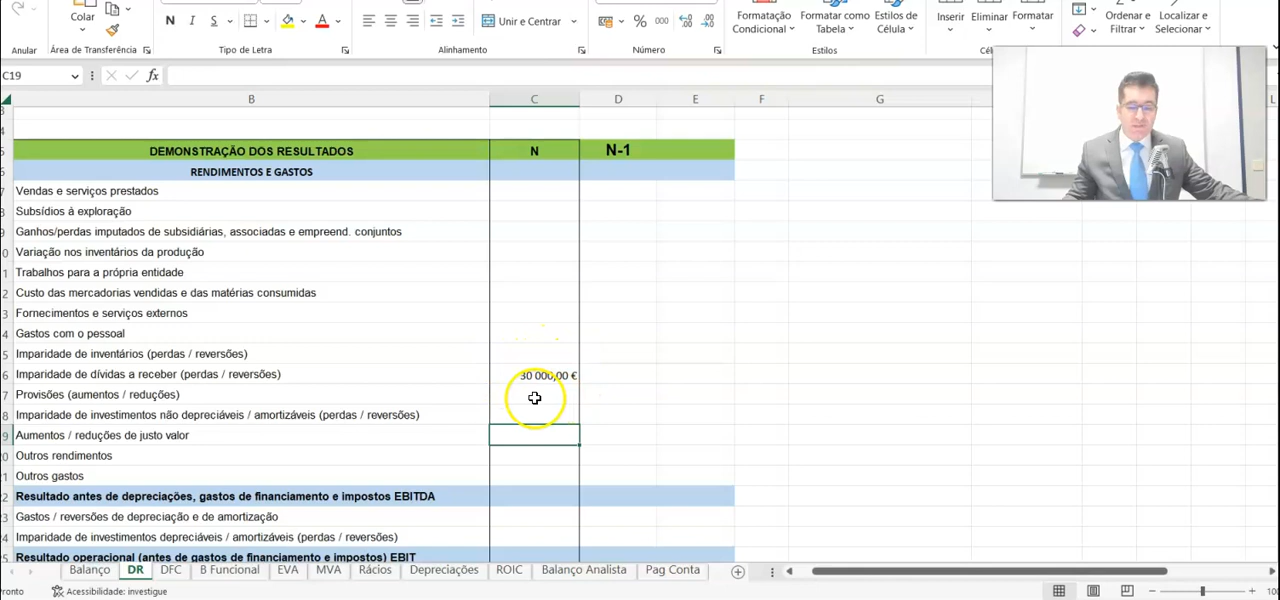 Colar
Unir e Centrar
%
000
Formatação Condicional
Formatar como Tabela
Estilos de Célula
Inserir
Eliminar
Formatar
Ordenar e Filtrar
Localizar e Selecionar
Anular
Área de Transferência
N I S
Tipo de Letra
Alinhamento
Número
Estilos
C19
fx
B C D E F G L
DEMONSTRAÇÃO DOS RESULTADOS N N-1
RENDIMENTOS E GASTOS
Vendas e serviços prestados
Subsídios à exploração
Ganhos/perdas imputados de subsidiárias, associadas e empreend. conjuntos
Variação nos inventários da produção
Trabalhos para a própria entidade
Custo das mercadorias vendidas e das matérias consumidas
Fornecimentos e serviços externos
Gastos com o pessoal
Imparidade de inventários (perdas / reversões)
Imparidade de dívidas a receber (perdas / reversões) 30 000,00 €
Provisões (aumentos / reduções)
Imparidade de investimentos não depreciáveis / amortizáveis (perdas / reversões)
Aumentos / reduções de justo valor
Outros rendimentos
Outros gastos
Resultado antes de depreciações, gastos de financiamento e impostos EBITDA
Gastos / reversões de depreciação e de amortização
Imparidade investimentos depreciáveis / amortizáveis (perdas / reversões)
Resultado operacional (antes de gastos de financiamento e impostos) EBIT
Balanço DR DFC B Funcional EVA MVA Rácios Depreciações ROIC Balanço Analista Pag Conta
Acessibilidade: investigue